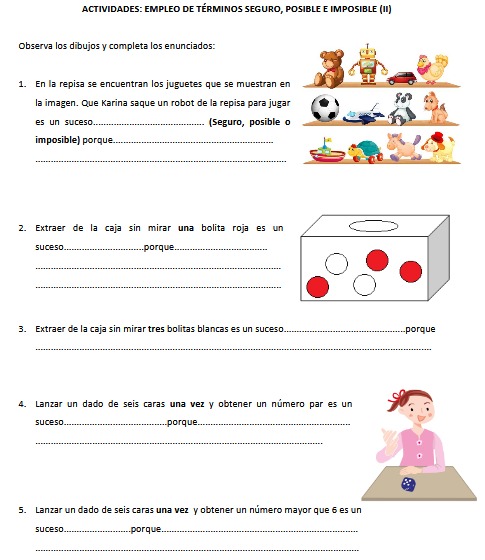 ACTIVIDADES: EMPLEO DE TÉRMINOS SEGURO, POSIBLE E IMPOSIBLE (II)
Observa los dibujos y completa los enunciados:
1. En la repisa se encuentran los juguetes que se muestran en
la imagen. Que Karina saque un robot de la repisa para jugar
es un suceso............................................. (Seguro, posible o
imposible) porque................................................................
.....................................................................................................
2. Extraer de la caja sin mirar una bolita roja es un
suceso................................porque.....................................
...................................................................................................
...................................................................................................
3. Extraer de la caja sin mirar tres bolitas blancas es un suceso.................................................porque
................................................................................................................................................................
4. Lanzar un dado de seis caras una vez y obtener un número par es un
suceso.........................................porque.............................................................
....................................................................................................................
5. Lanzar un dado de seis caras una vez y obtener un número mayor que 6 es un
suceso...........................porque...............................................................................
..................................................................................................................................